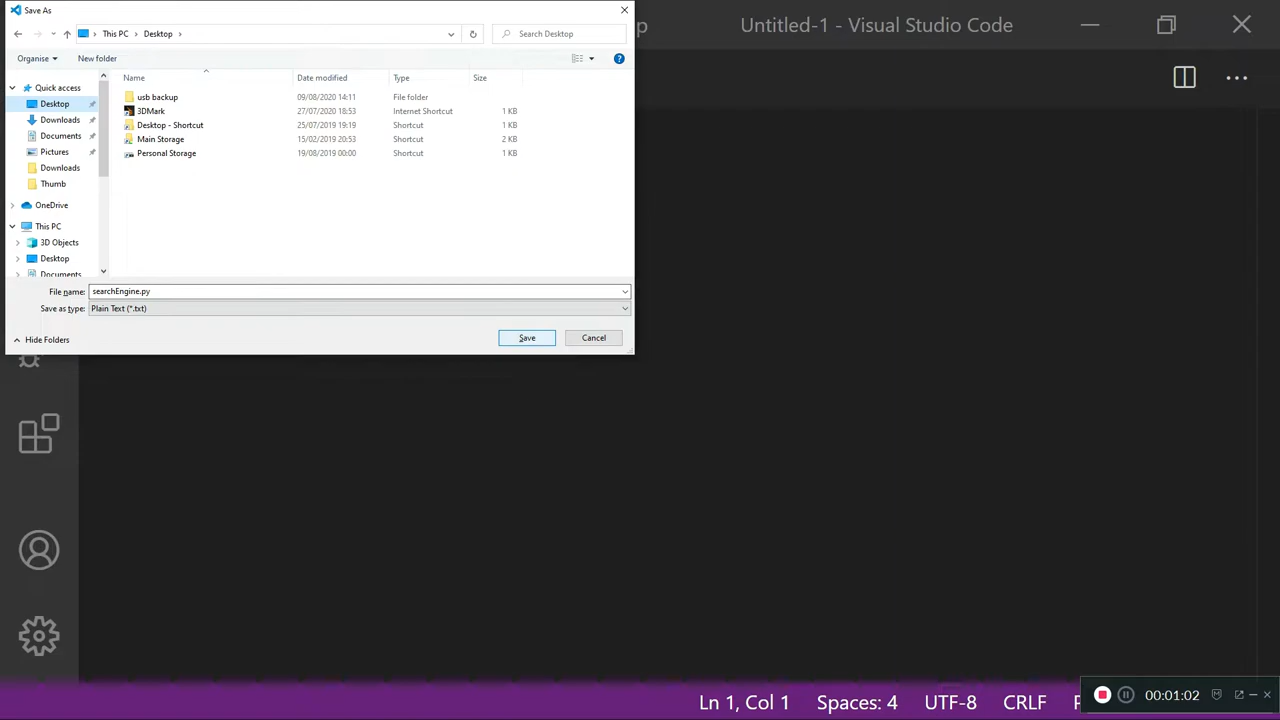 Save As
p
Untitled-1 - Visual Studio Code
This PC
Desktop
Search Desktop
Organise
New folder
Name
Date modified
Type
Size
Quick access
Desktop
Downloads
Documents
Pictures
Downloads
Thumb
OneDrive
This PC
3D Objects
Desktop
Documents
usb backup 09/08/2020 14:11 File folder
3DMark 27/07/2020 18:53 Internet Shortcut 1 KB
Desktop - Shortcut 25/07/2019 19:19 Shortcut 1 KB
Main Storage 15/02/2019 20:53 Shortcut 2 KB
Personal Storage 19/08/2019 00:00 Shortcut 1 KB
File name: searchEngine.py
Save as type: Plain Text (*.txt)
Hide Folders
Save
Cancel
Ln 1, Col 1
Spaces: 4
UTF-8
CRLF
00:01:02